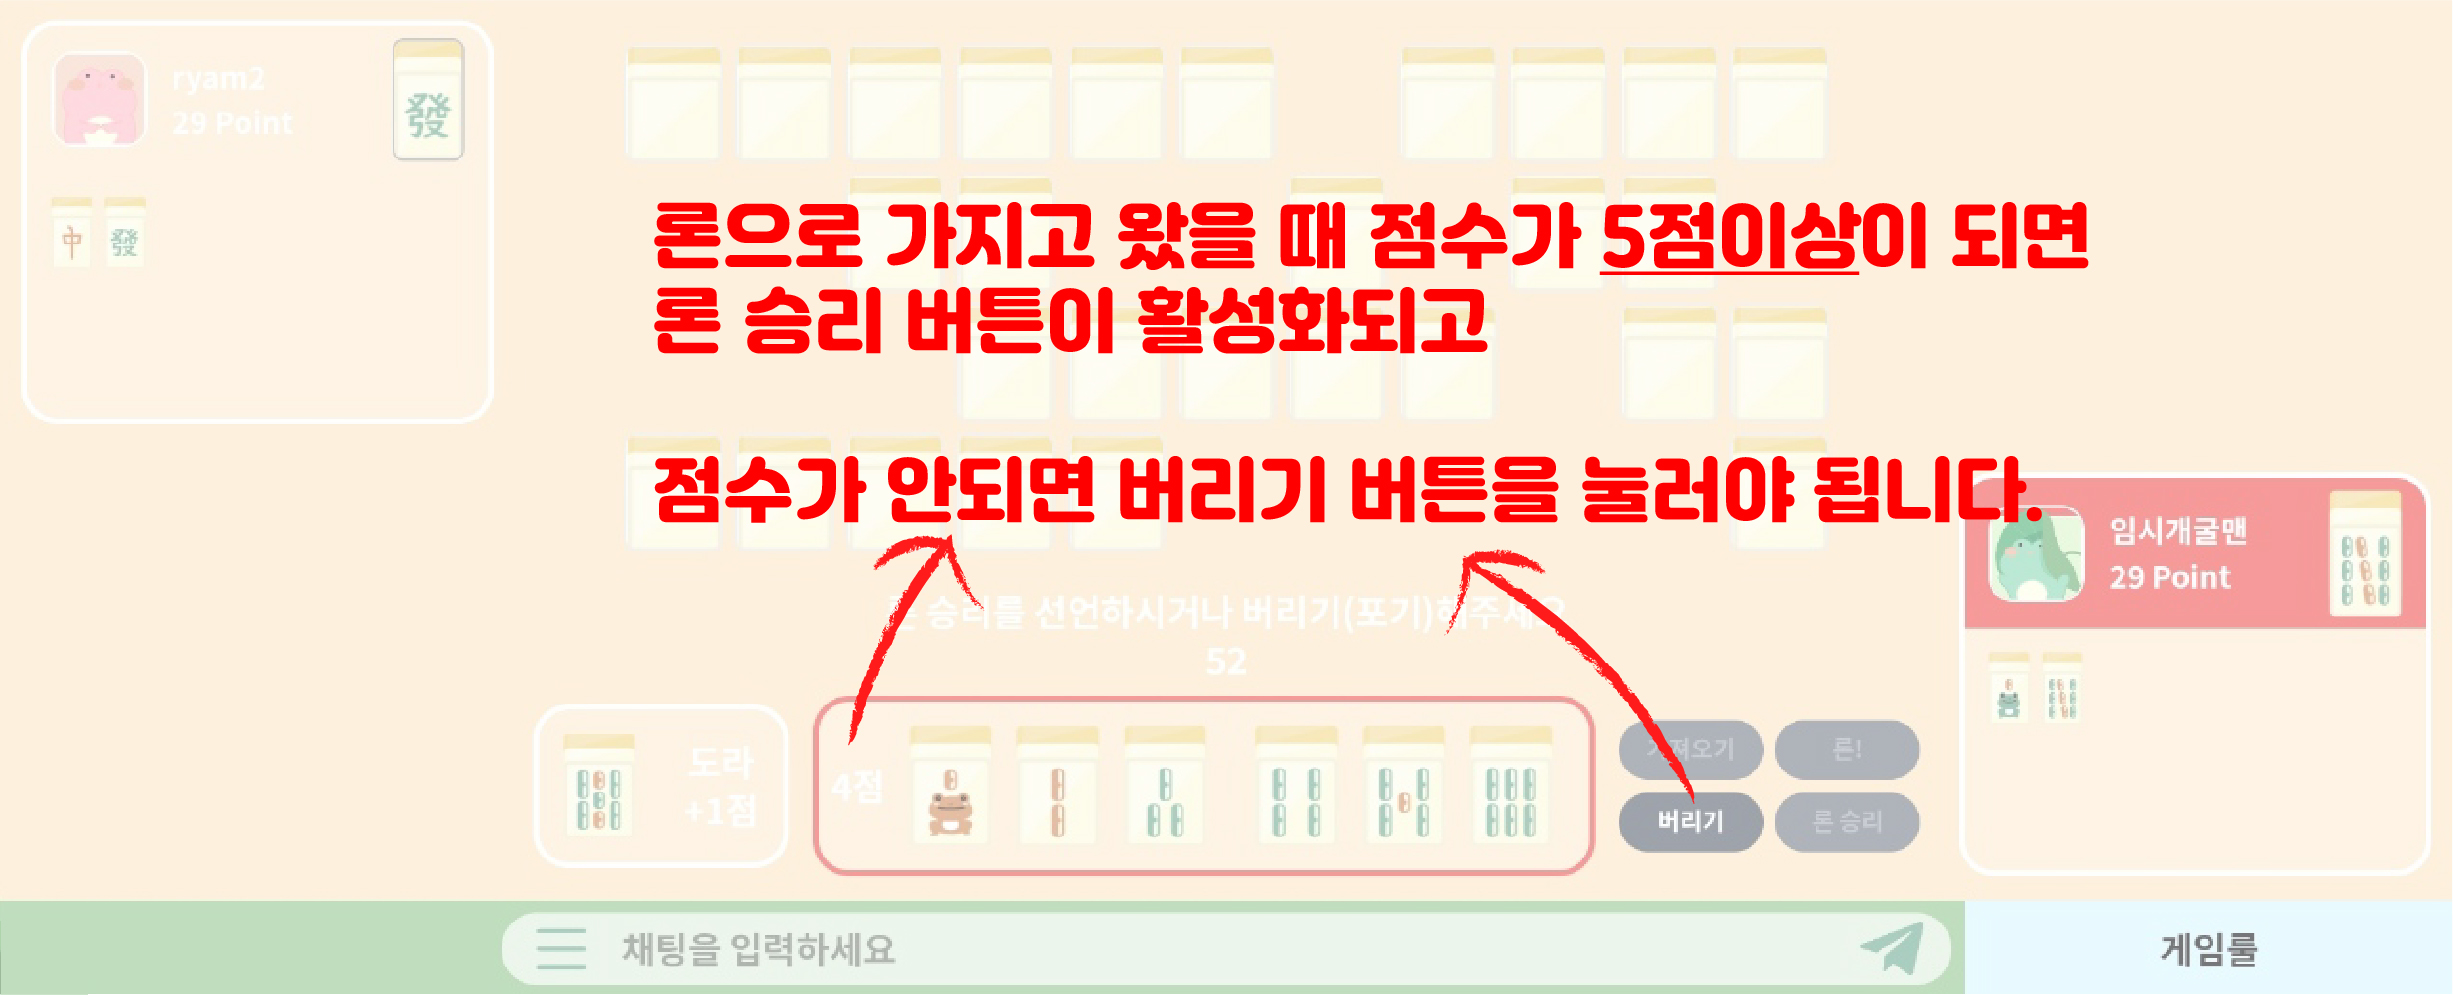 ryam2
29 Point
發
中
發
론으로 가지고 왔을 때 점수가 5점이상이 되면
론 승리 버튼이 활성화되고
점수가 안되면 버리기 버튼을 눌러야 됩니다.
임시개굴맨
29 Point
승리를 선언하시거나 버리기(포기)해주세요
52
도라
+1점
4점
가져오기
론!
버리기
론 승리
채팅을 입력하세요
게임룰